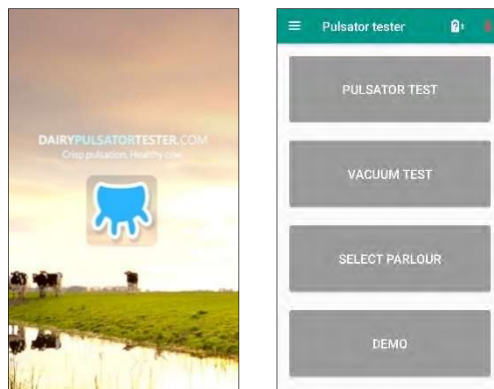 DAIRYPULSATORTESTER.COM
Crisp pulsation. Healthy cow.
Pulsator tester
PULSATOR TEST
VACUUM TEST
SELECT PARLOUR
DEMO